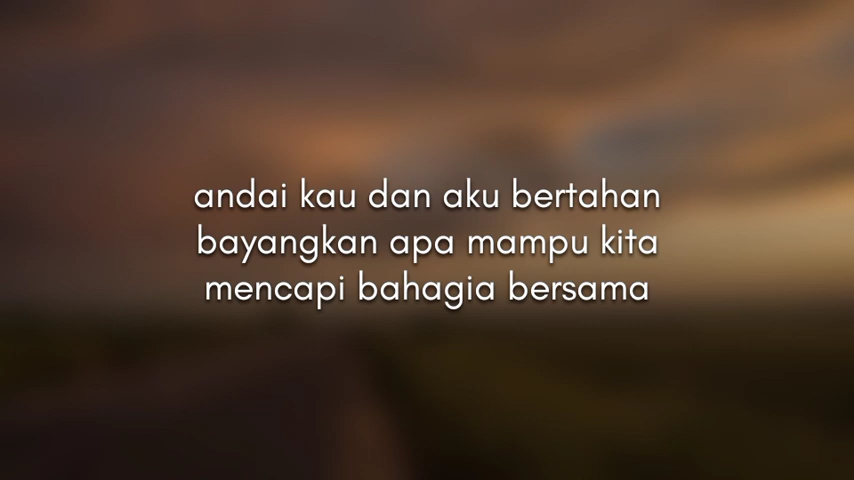 andai kau dan aku bertahan
bayangkan apa mampu kita
mencapi bahagia bersama